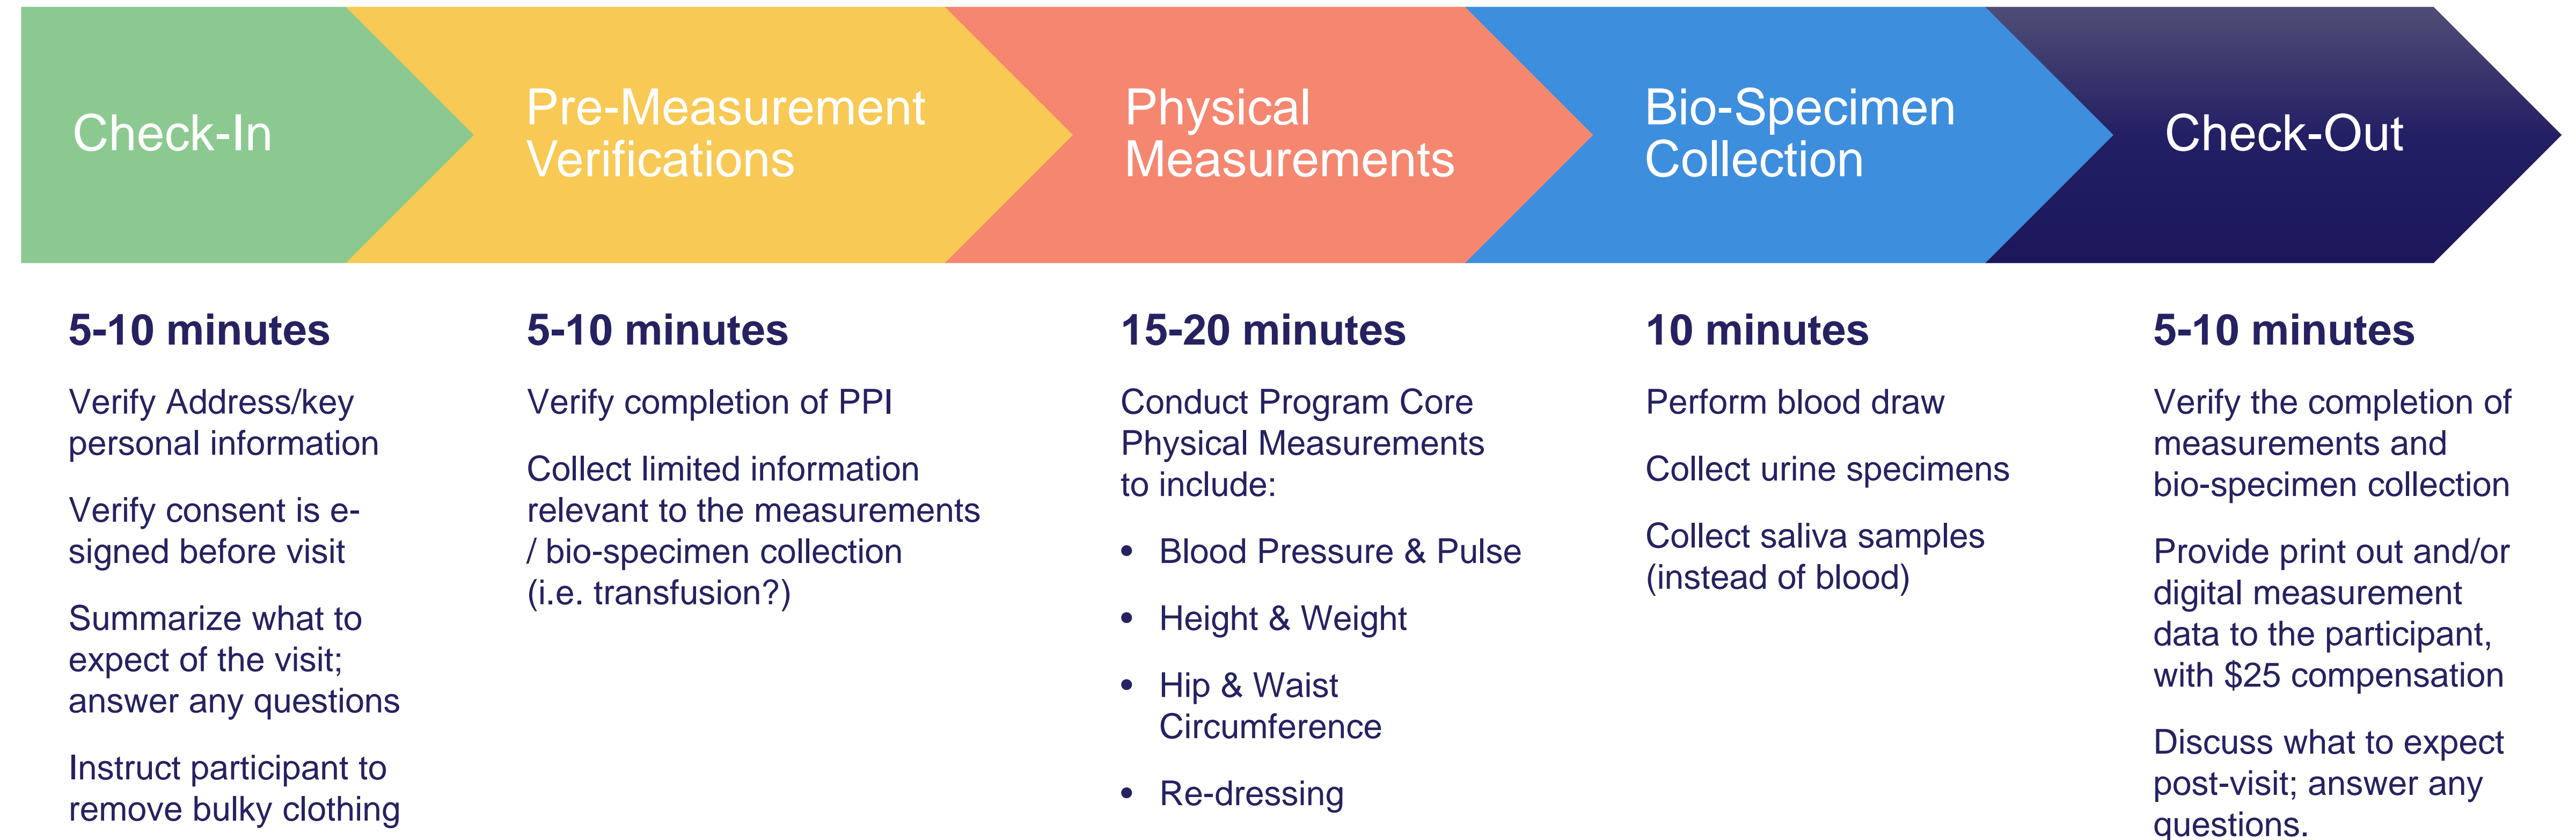 Check-In
Pre-Measurement
Verifications
Physical
Measurements
Bio-Specimen
Collection
Check-Out
5-10 minutes
Verify Address/key
personal information
Verify consent is e-
signed before visit
Summarize what to
expect of the visit;
answer any questions
Instruct participant to
remove bulky clothing
5-10 minutes
Verify completion of PPI
Collect limited information
relevant to the measurements
/ bio-specimen collection
(i.e. transfusion?)
15-20 minutes
Conduct Program Core
Physical Measurements
to include:
• Blood Pressure & Pulse
• Height & Weight
• Hip & Waist
Circumference
• Re-dressing
10 minutes
Perform blood draw
Collect urine specimens
Collect saliva samples
(instead of blood)
5-10 minutes
Verify the completion of
measurements and
bio-specimen collection
Provide print out and/or
digital measurement
data to the participant,
with $25 compensation
Discuss what to expect
post-visit; answer any
questions.